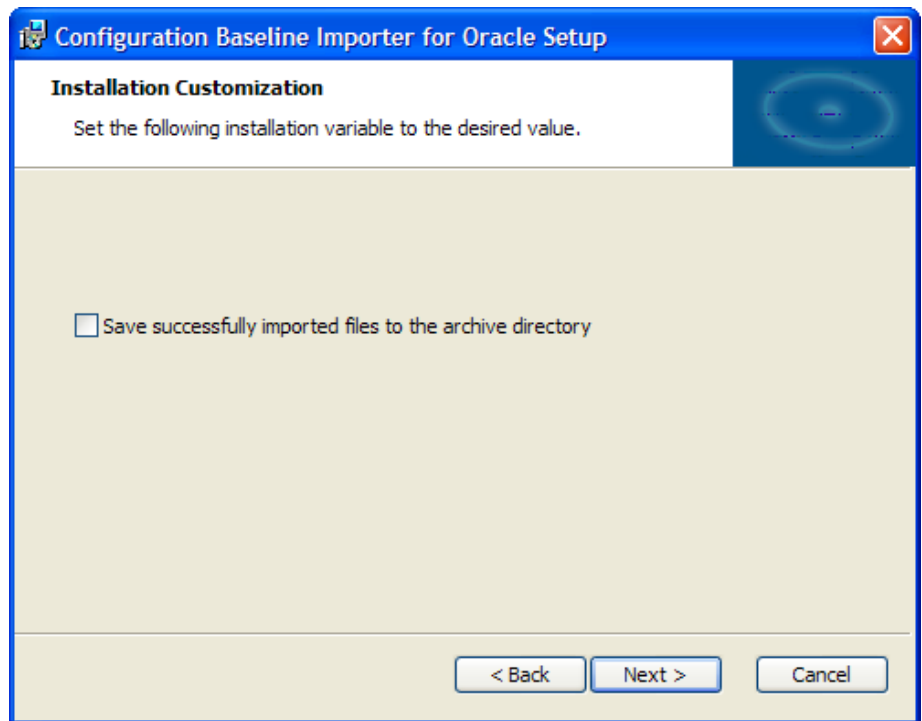 Configuration Baseline Importer for Oracle Setup
Installation Customization
Set the following installation variable to the desired value.
Save successfully imported files to the archive directory
< Back
Next >
Cancel